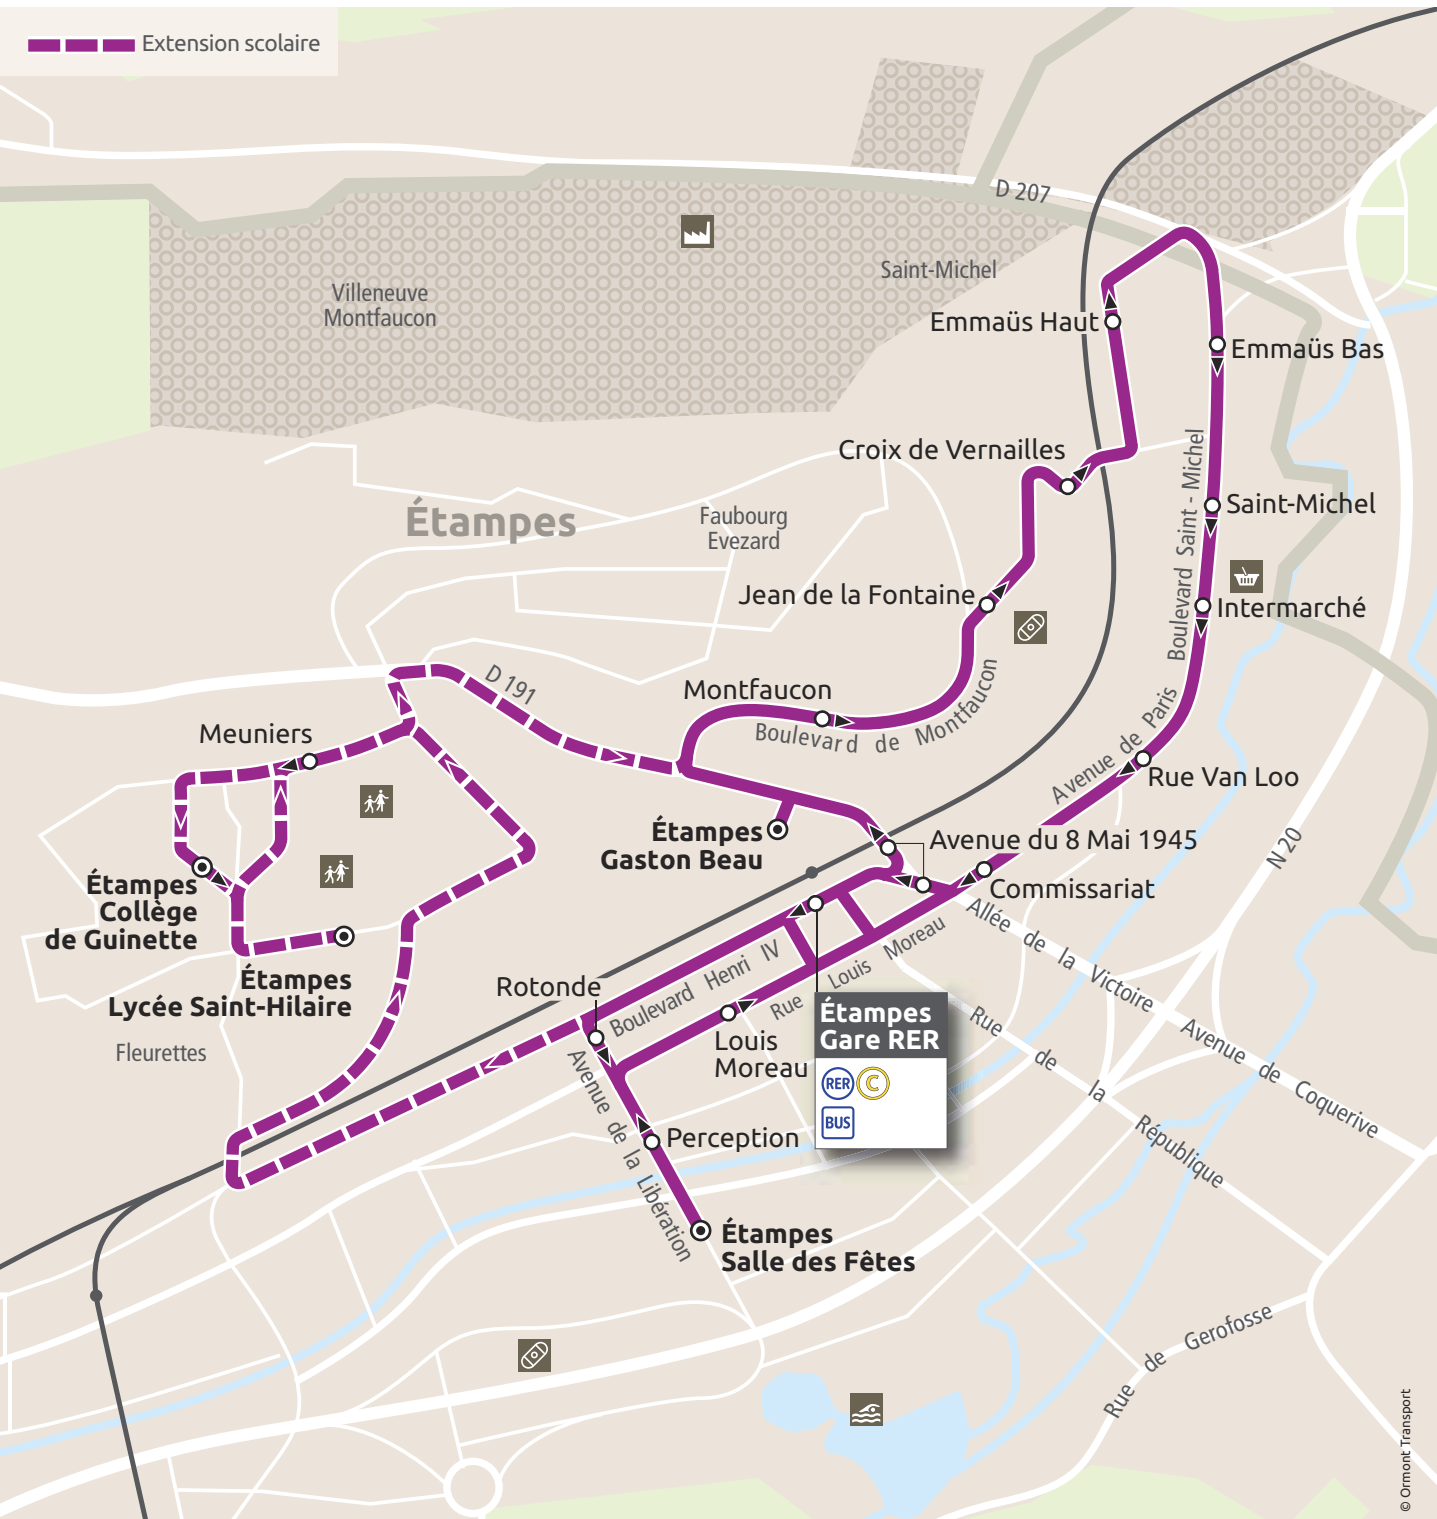 Extension scolaire
D 207
Saint-Michel
Villeneuve
Montfaucon
Emmaüs Haut
Emmaüs Bas
Croix de Vernailles
Étampes
Faubourg
Evezard
Saint-Michel
Boulevard Saint - Michel
Jean de la Fontaine
Intermarché
D 191
Montfaucon
Boulevard de Montfaucon
Avenue de Paris
Meuniers
Rue Van Loo
Étampes
Gaston Beau
Avenue du 8 Mai 1945
N 20
Commissariat
Étampes
Collège
de Guinette
Allée de la Victoire
Étampes
Lycée Saint-Hilaire
Rotonde
Boulevard Henri IV
Rue Louis Moreau
Étampes
Gare RER
RER
C
BUS
Louis
Moreau
Fleurettes
Rue de la République
Avenue de Coquerive
Avenue de la Libération
Perception
Étampes
Salle des Fêtes
Rue de Gerofosse
© Ormont Transport